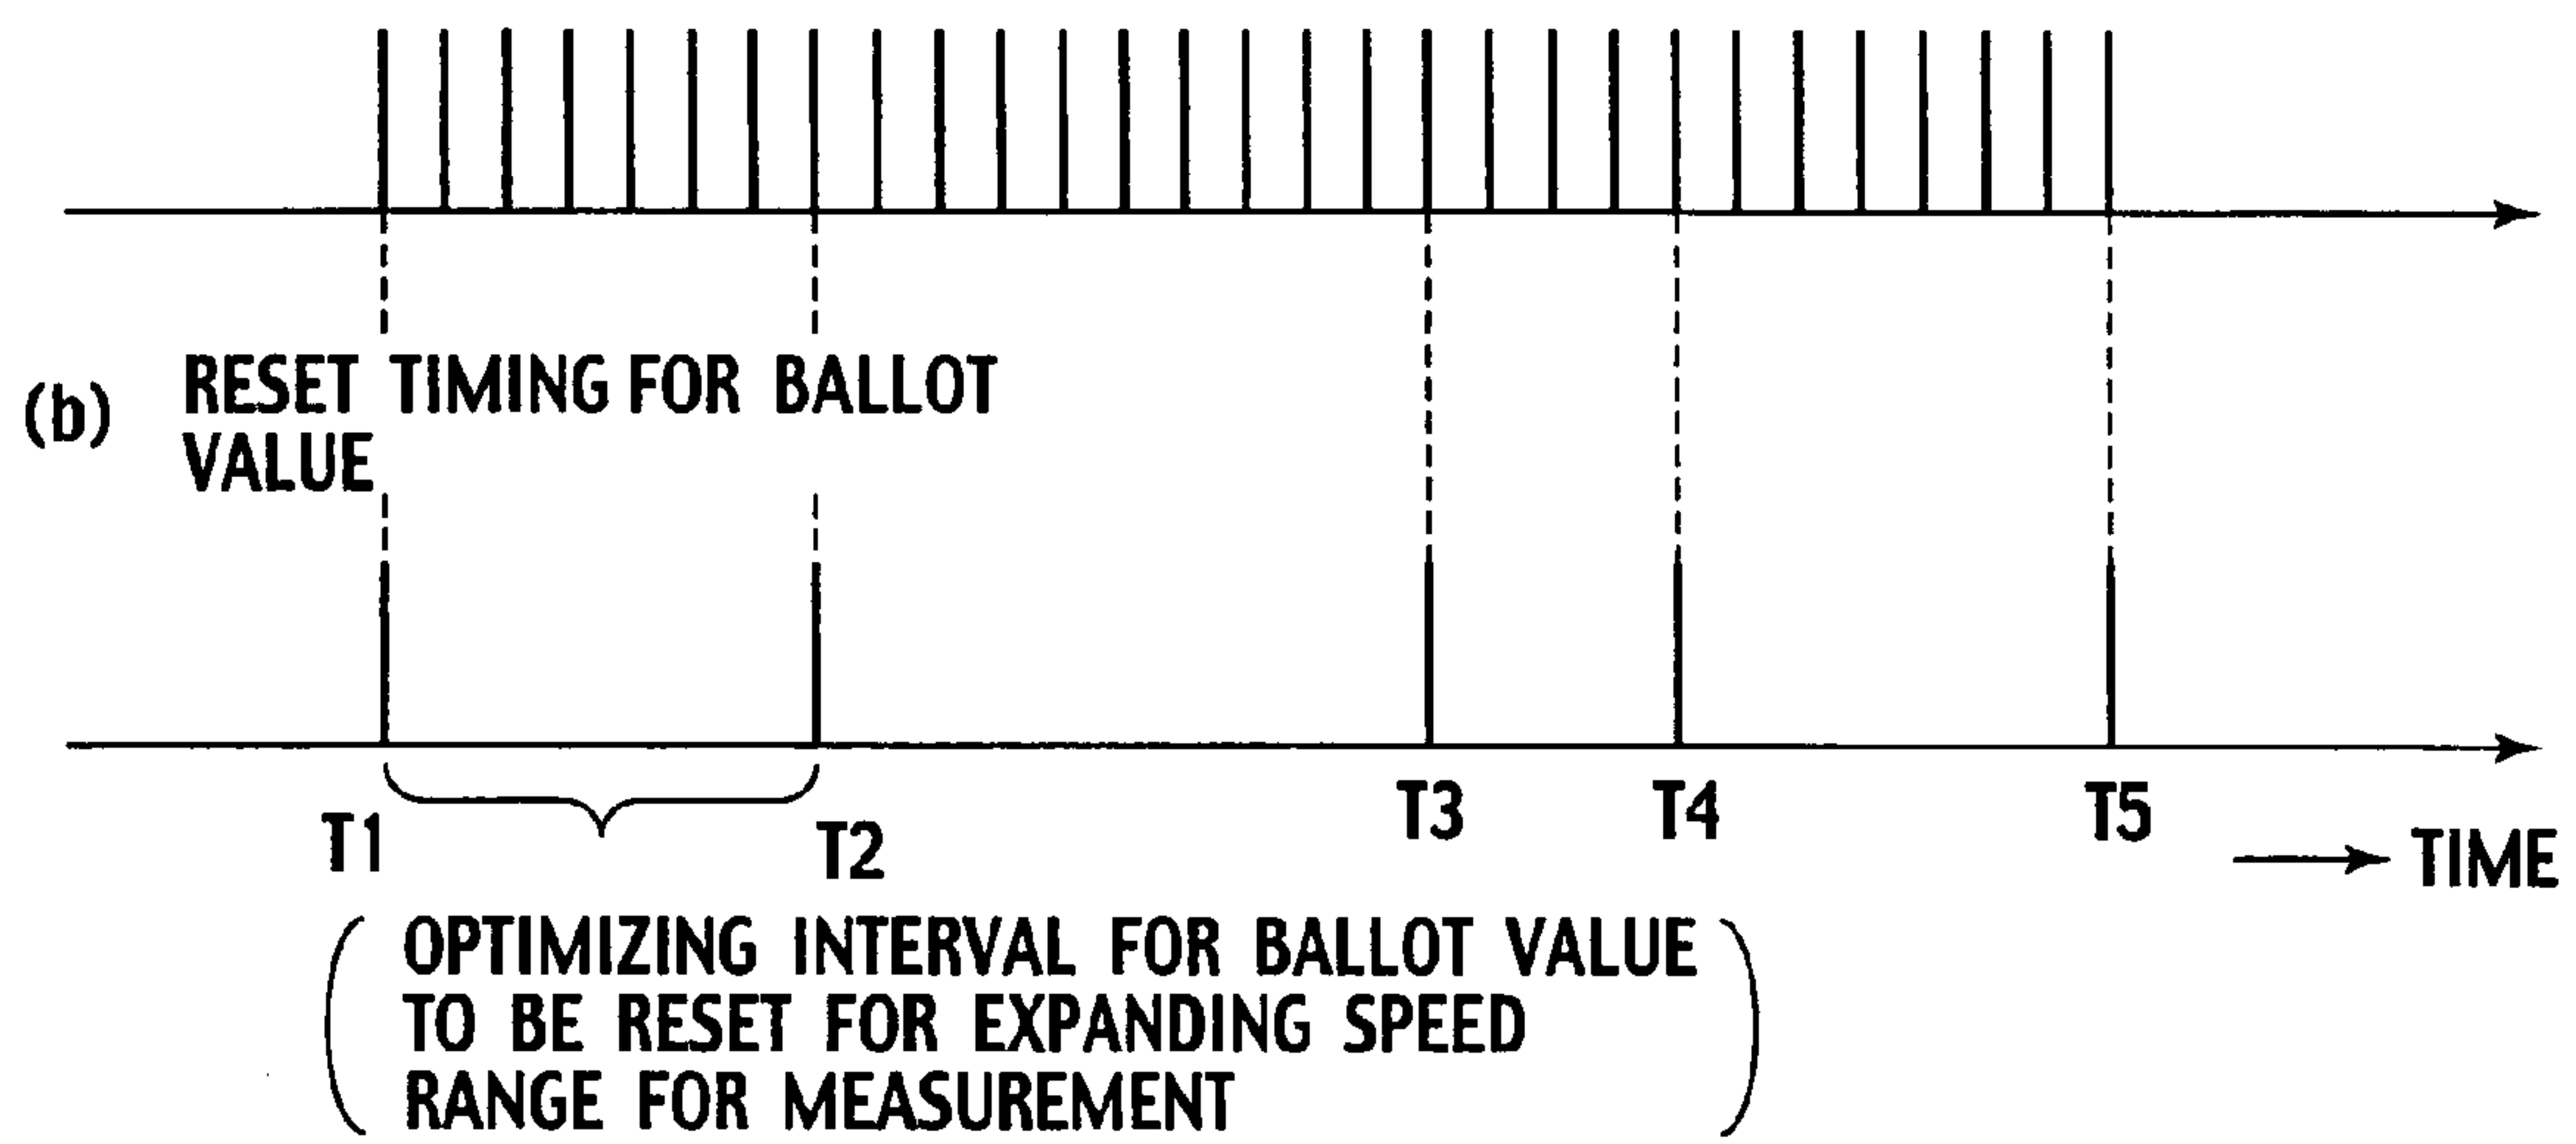 (b) RESET TIMING FOR BALLOT
VALUE
T1 T2 T3 T4 T5
TIME
OPTIMIZING INTERVAL FOR BALLOT VALUE
TO BE RESET FOR EXPANDING SPEED
RANGE FOR MEASUREMENT